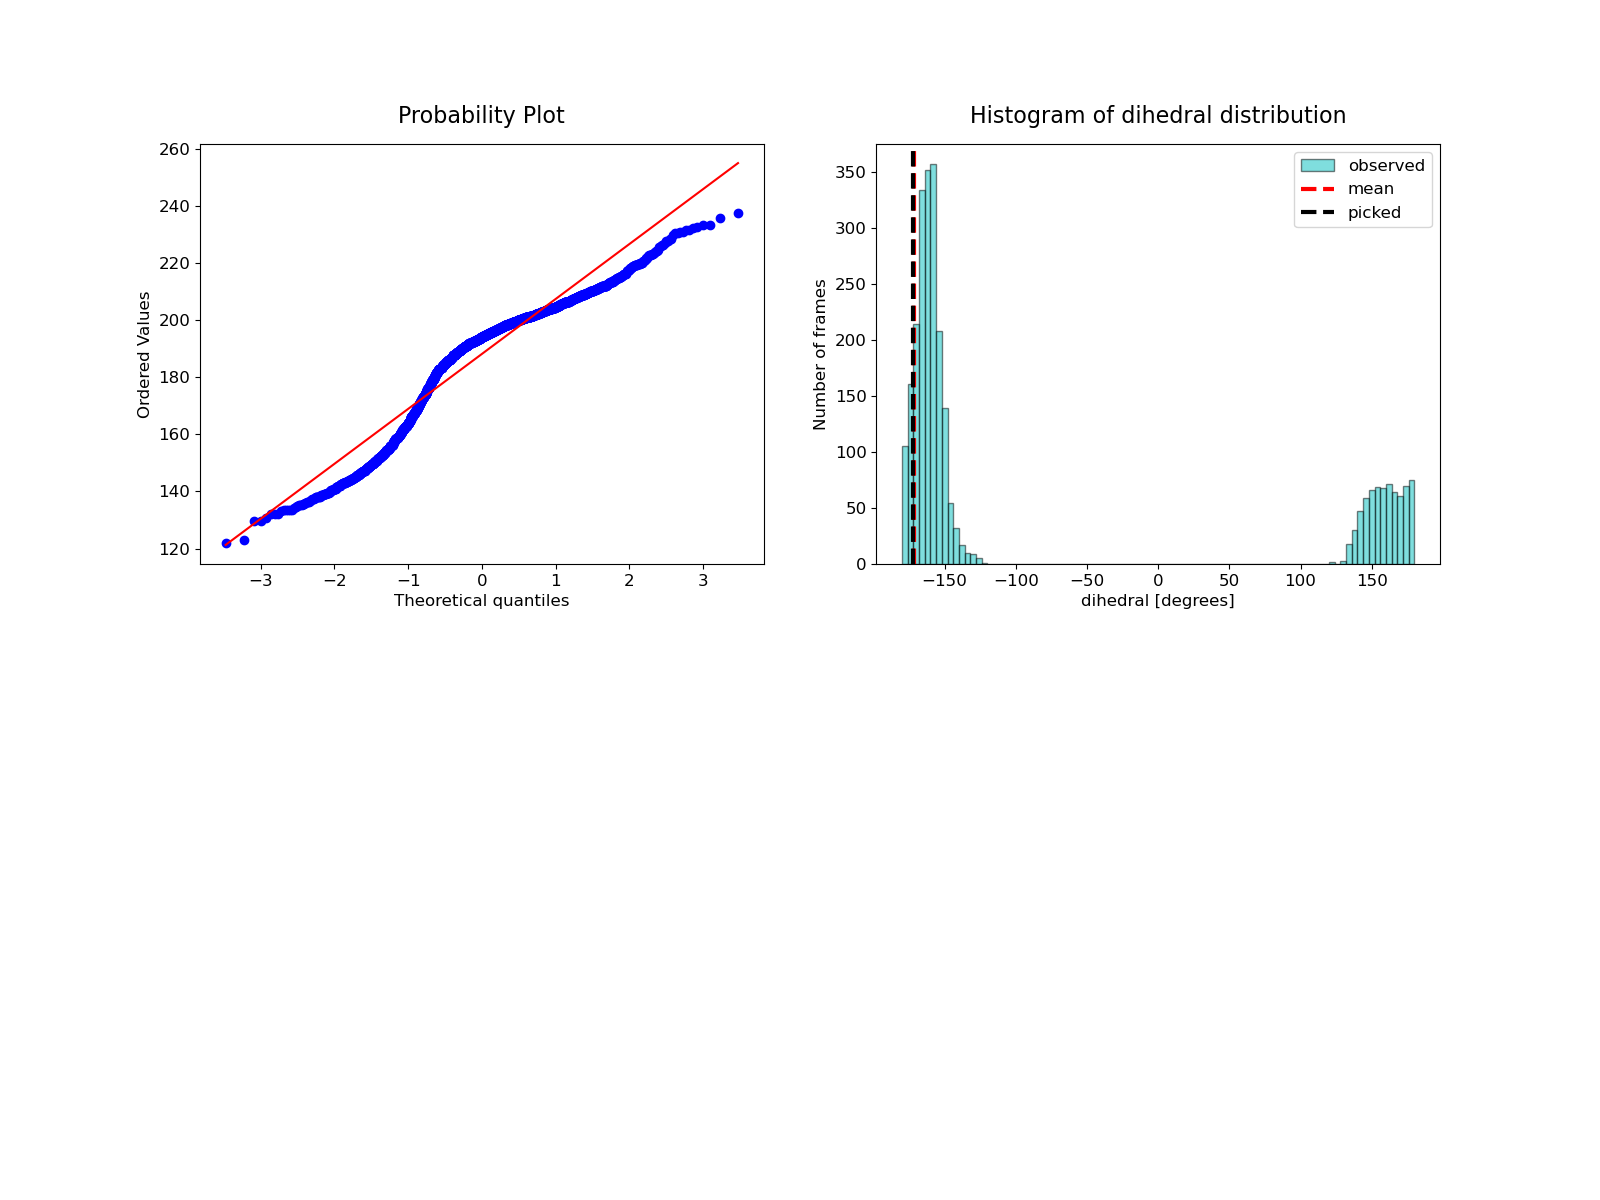 Probability Plot
260
240
220
200
180
160
140
120
Ordered Values
−3 −2 −1 0 1 2 3
Theoretical quantiles
Histogram of dihedral distribution
350
300
250
200
150
100
50
0
Number of frames
observed
mean
picked
−150 −100 −50 0 50 100 150
dihedral [degrees]